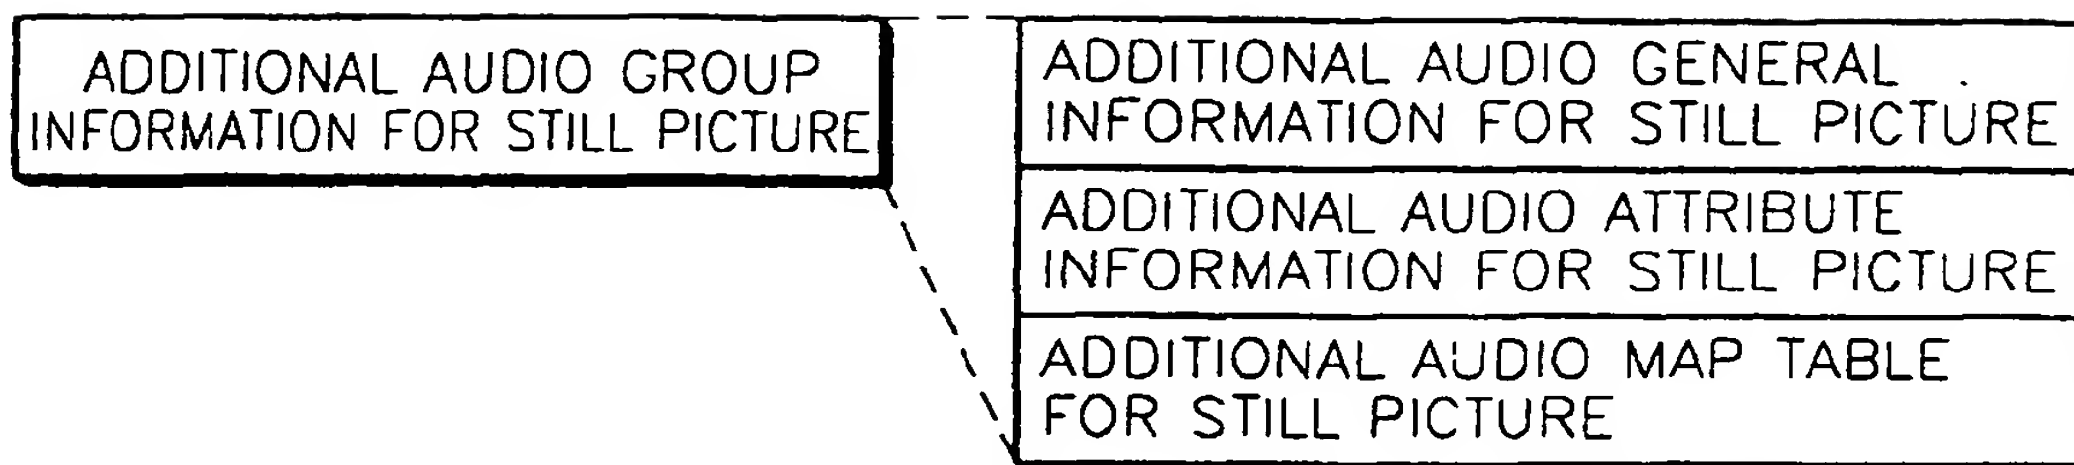 ADDITIONAL AUDIO GROUP
INFORMATION FOR STILL PICTURE
ADDITIONAL AUDIO GENERAL
INFORMATION FOR STILL PICTURE
ADDITIONAL AUDIO ATTRIBUTE
INFORMATION FOR STILL PICTURE
ADDITIONAL AUDIO MAP TABLE
FOR STILL PICTURE